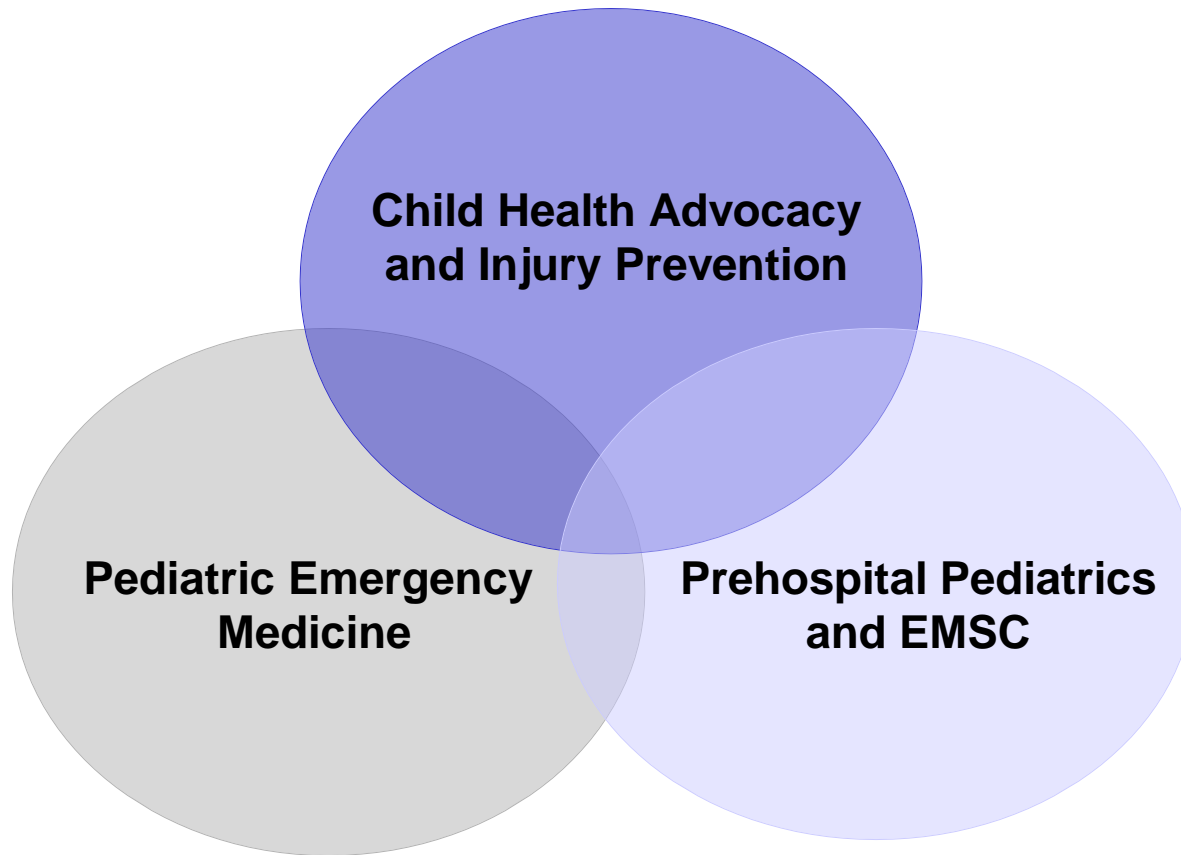 Child Health Advocacy
and Injury Prevention
Pediatric Emergency
Medicine
Prehospital Pediatrics
and EMSC